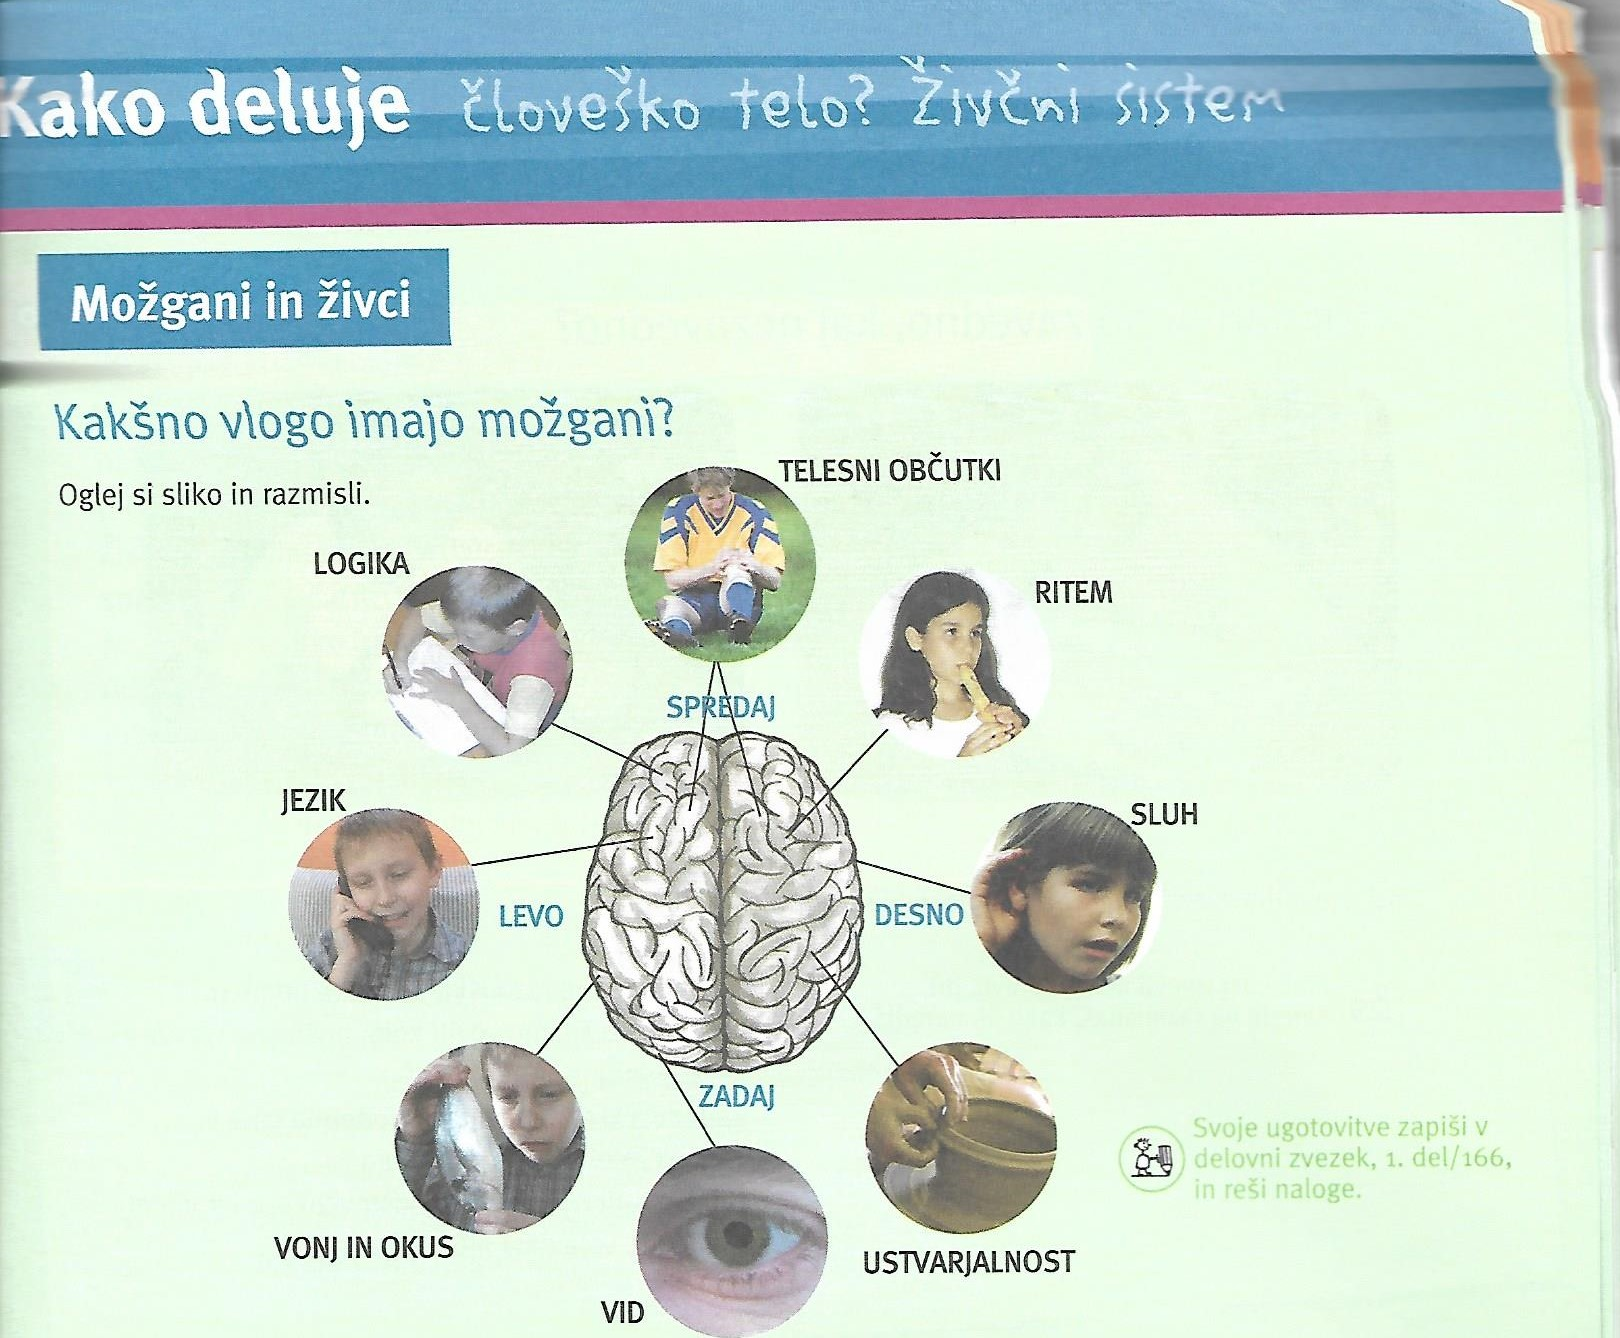 Kako deluje človeško telo? Živčni sistem
Možgani in živci
Kakšno vlogo imajo možgani?
Oglej si sliko in razmisli.
TELESNI OBČUTKI
LOGIKA
RITEM
SPREDAJ
JEZIK
SLUH
LEVO
DESNO
ZADAJ
Svoje ugotovitve zapiši v
delovni zvezek, 1. del/166,
in reši naloge.
VONJ IN OKUS
USTVARJALNOST
VID